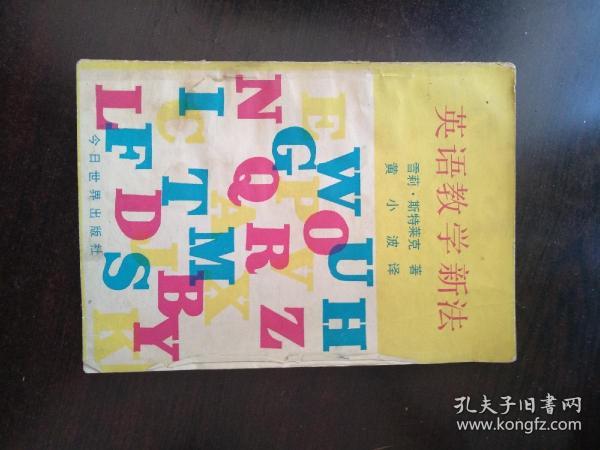 英语教学新法
雪莉·斯特莱克 著
黄小波 译
E W O U H
G
N Q R Z
I T M B Y
C
L F D S K
今日世界出版社
孔夫子旧书网
www.kongfz.com